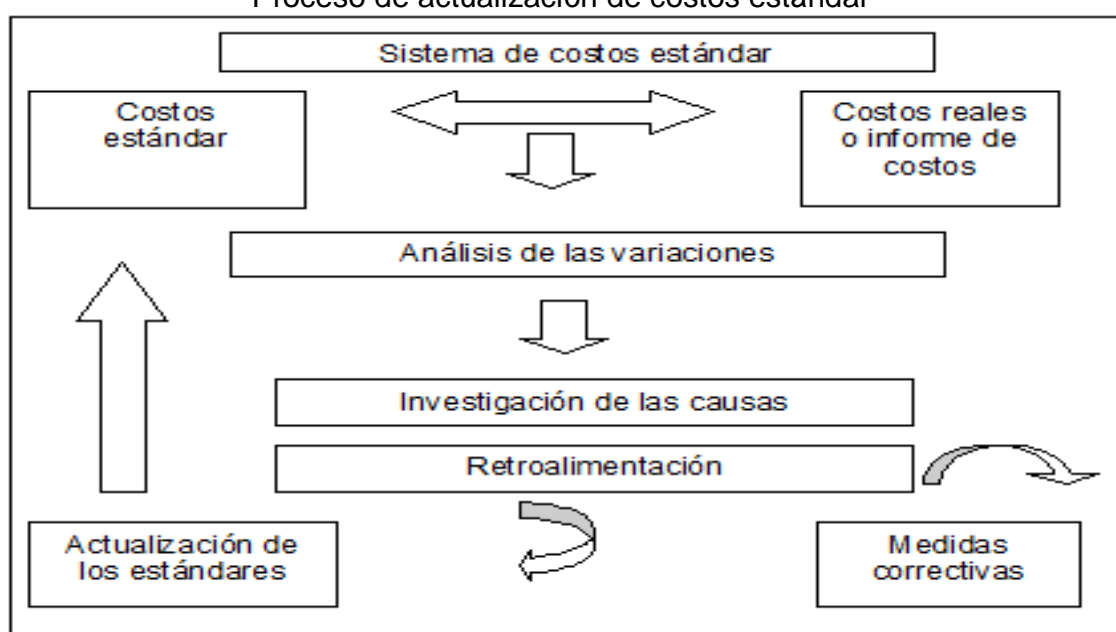 Proceso de actualización de costos estándar
Sistema de costos estándar
Costos
estándar
Costos reales
o informe de
costos
Análisis de las variaciones
Investigación de las causas
Retroalimentación
Actualización de
los estándares
Medidas
correctivas